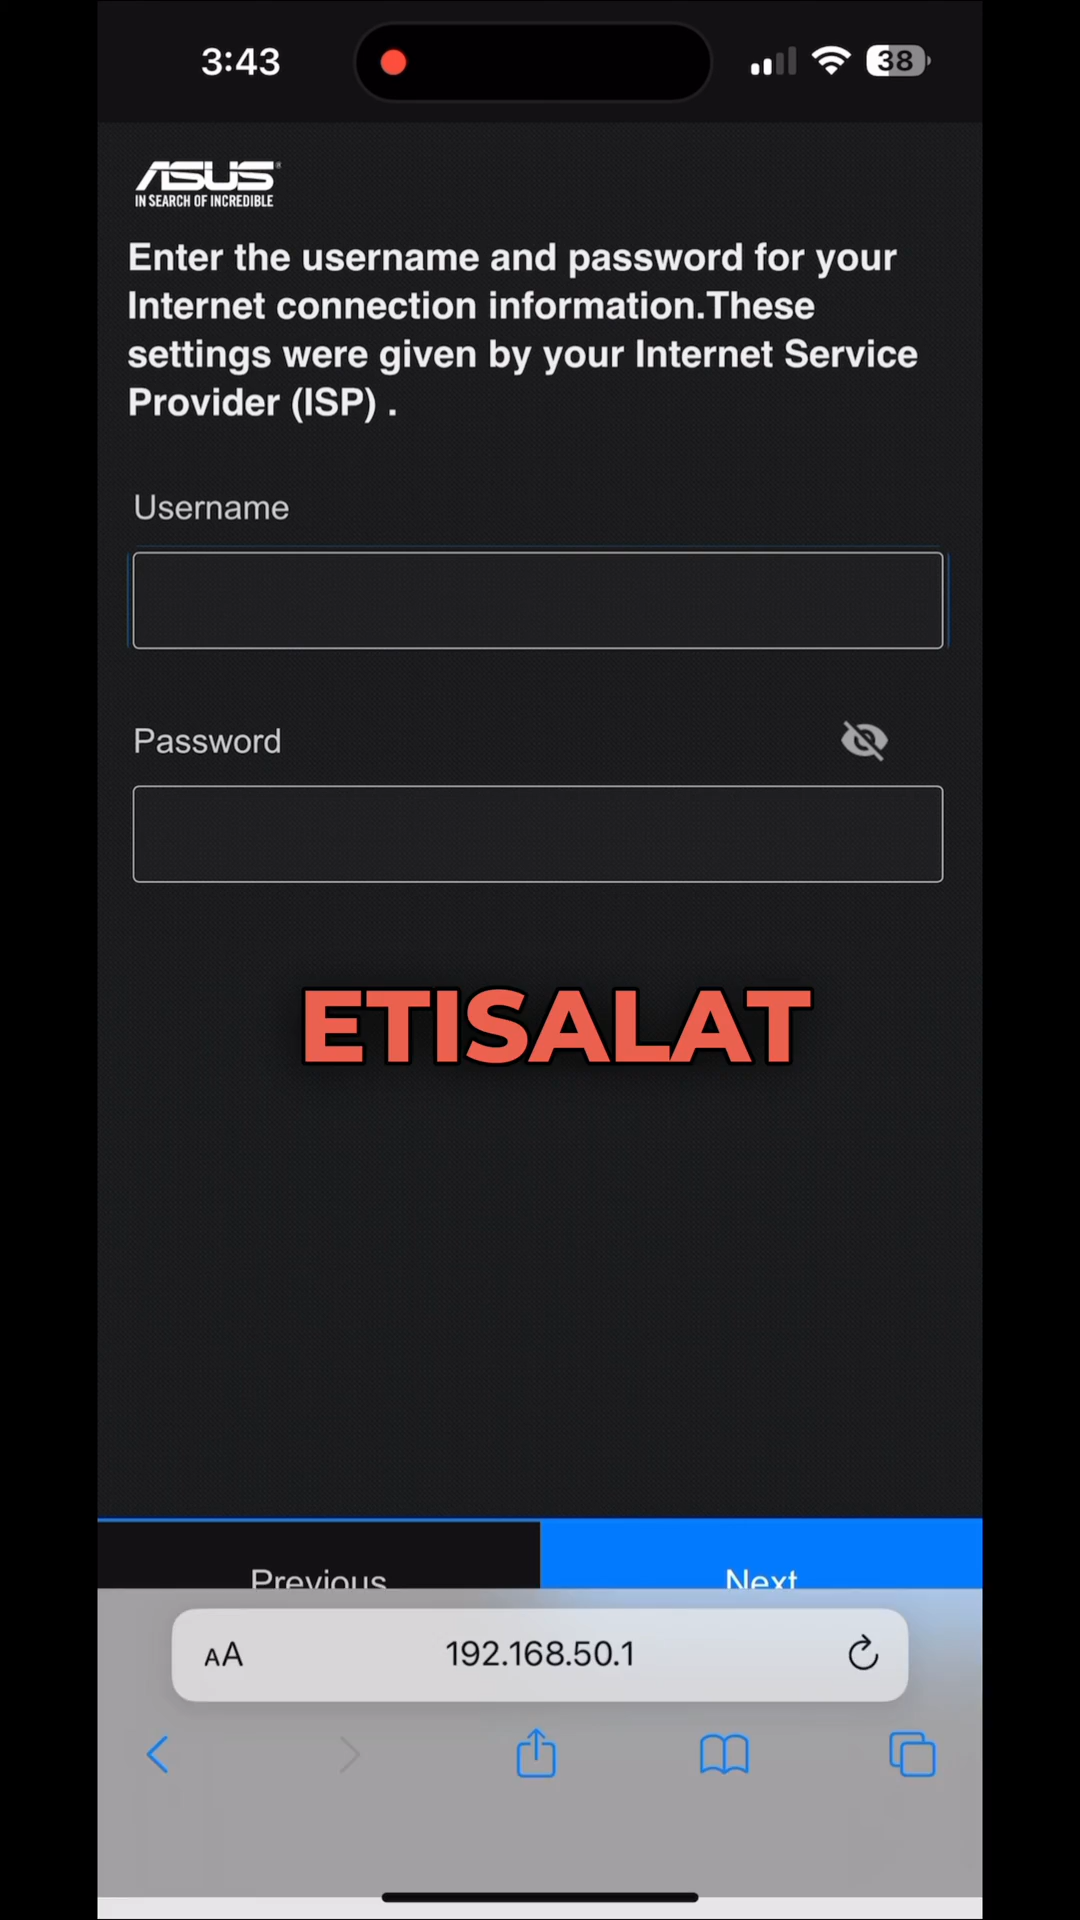 3:43
38
ASUS
IN SEARCH OF INCREDIBLE
Enter the username and password for your
Internet connection information.These
settings were given by your Internet Service
Provider (ISP) .
Username
Password
ETISALAT
Previous
Next
AA
192.168.50.1